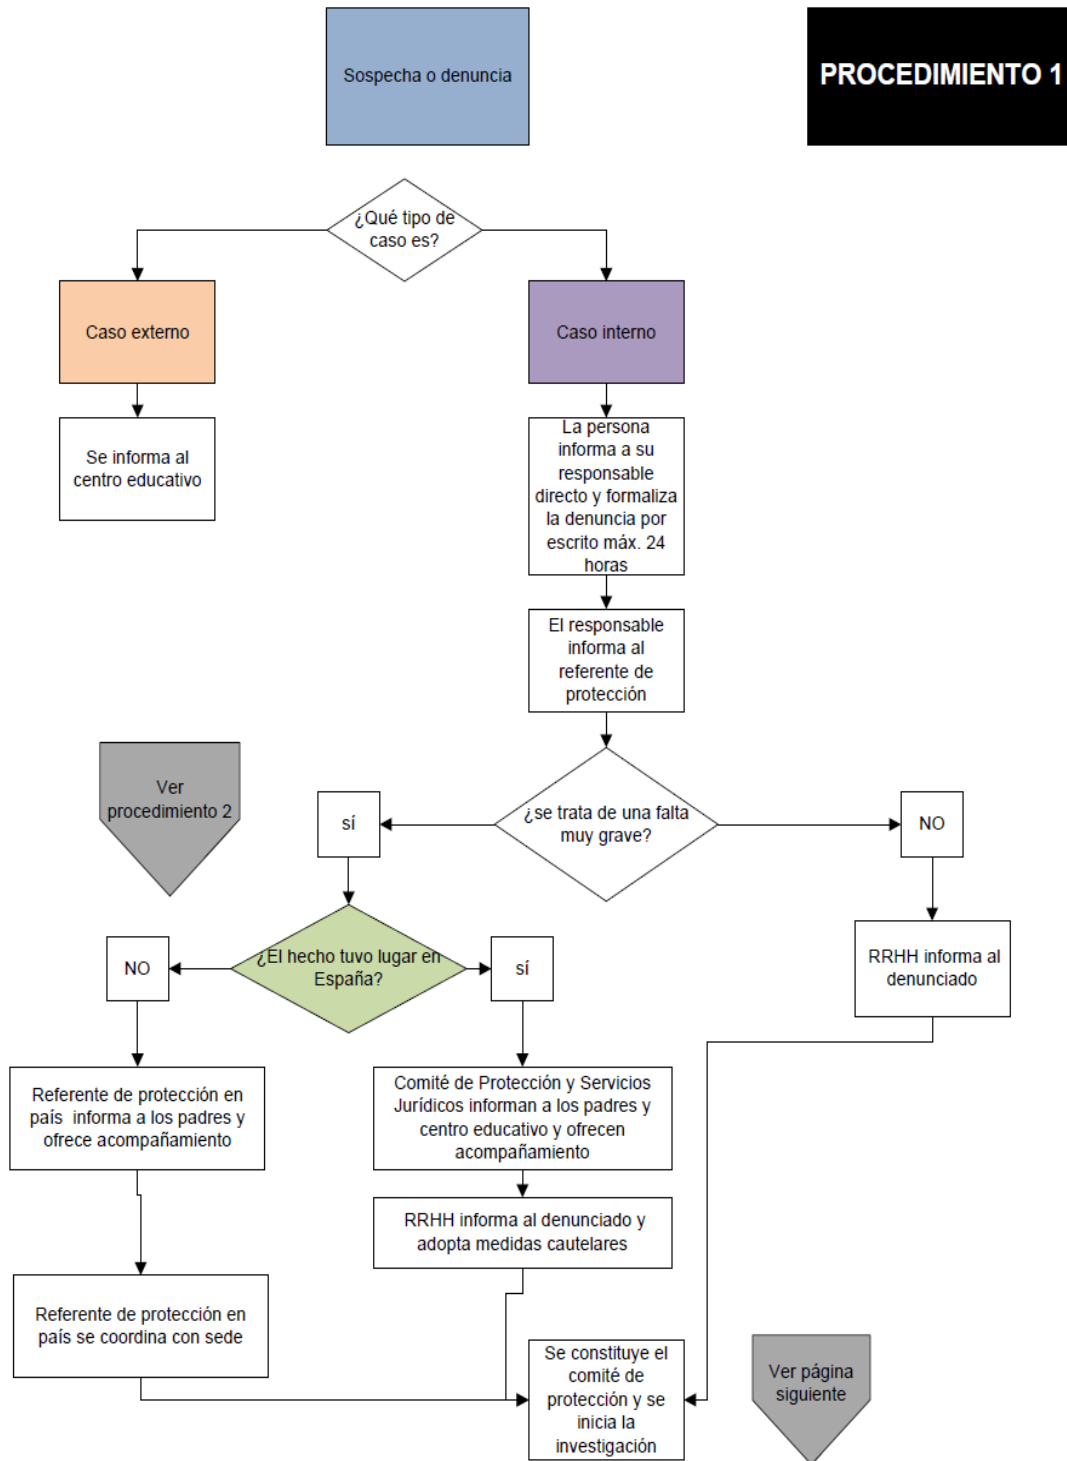 Sospecha o denuncia
PROCEDIMIENTO 1
¿Qué tipo de
caso es?
Caso externo
Caso interno
Se informa al
centro educativo
La persona
informa a su
responsable
directo y formaliza
la denuncia por
escrito máx. 24
horas
El responsable
informa al
referente de
protección
Ver
procedimiento 2
¿se trata de una falta
muy grave?
sí
NO
¿El hecho tuvo lugar en
España?
NO
sí
RRHH informa al
denunciado
Referente de protección en
país informa a los padres y
ofrece acompañamiento
Comité de Protección y Servicios
Jurídicos informan a los padres y
centro educativo y ofrecen
acompañamiento
RRHH informa al denunciado y
adopta medidas cautelares
Referente de protección en
país se coordina con sede
Se constituye el
comité de
protección y se
inicia la
investigación
Ver página
siguiente